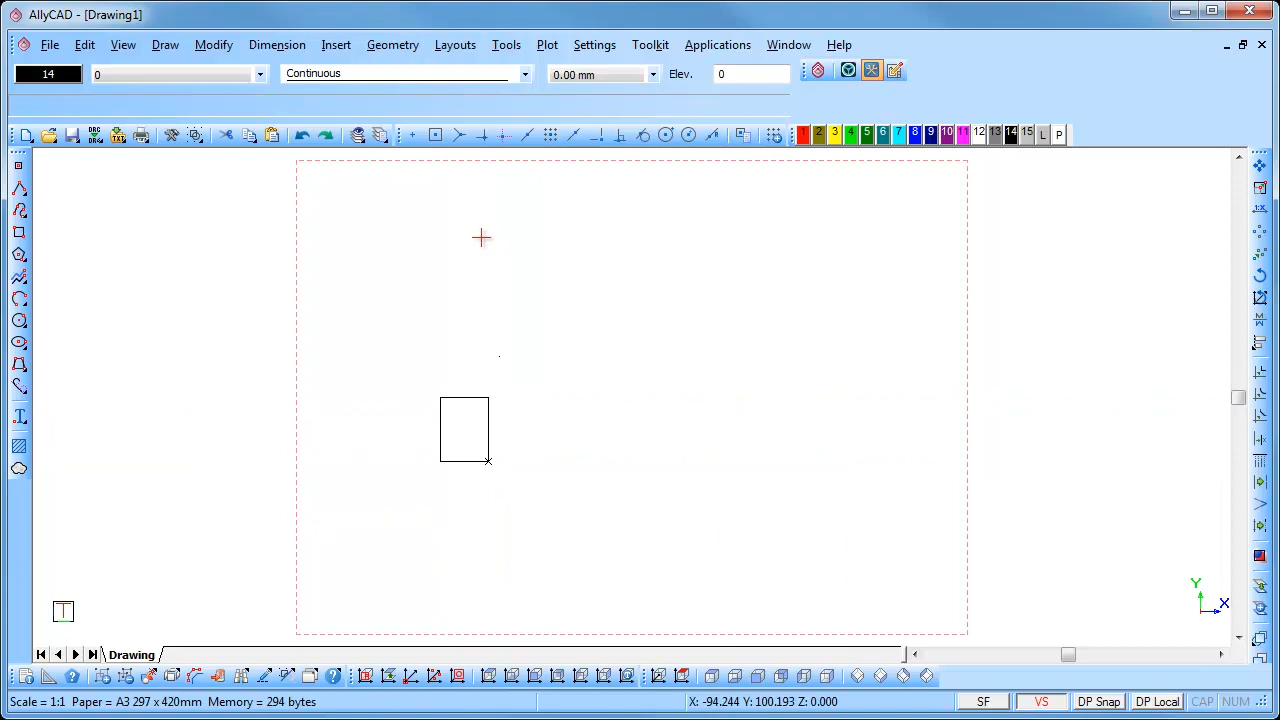 AllyCAD - [Drawing1]
File Edit View Draw Modify Dimension Insert Geometry Layouts Tools Plot Settings Toolkit Applications Window Help
14 0 Continuous 0.00 mm Elev. 0
DRC TXT 1 2 3 4 5 6 7 8 9 10 11 12 13 14 15 L P
1:X
T
Y
X
Drawing
Scale = 1:1 Paper = A3 297 x 420mm Memory = 294 bytes X: -94.244 Y: 100.193 Z: 0.000 SF VS DP Snap DP Local CAP NUM